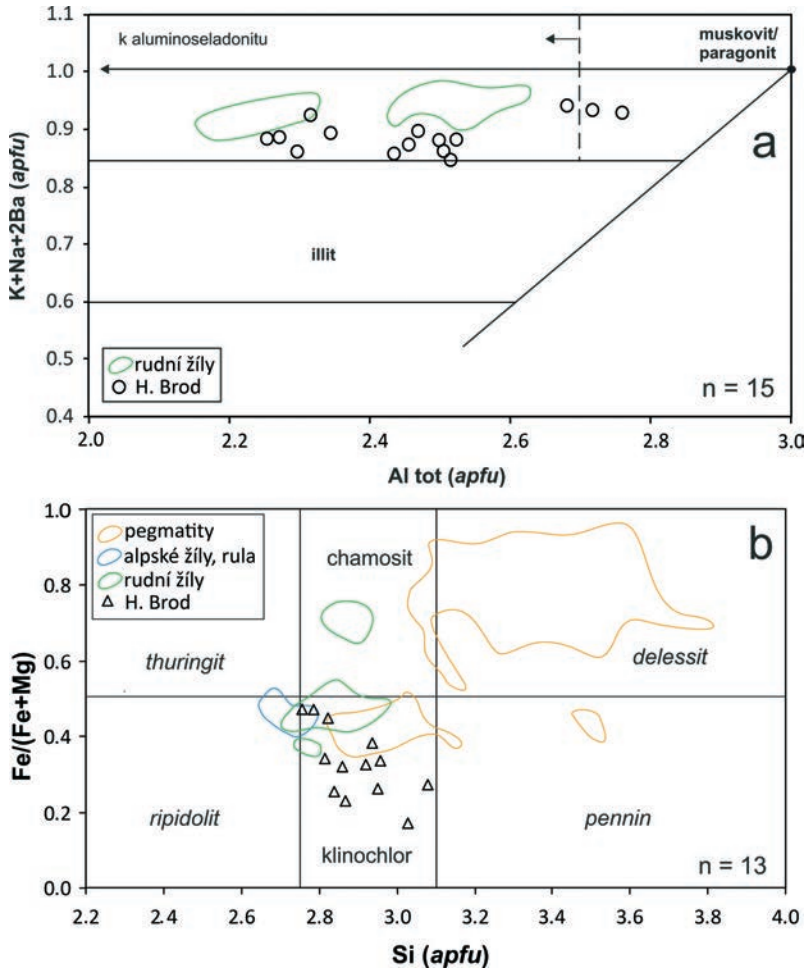 k aluminoseladonitu
muskovit/
paragonit
1.1
1.0
0.9
0.8
0.7
0.6
0.5
0.4
K+Na+2Ba (apfu)
a
illit
rudní žíly
H. Brod
n = 15
2.0 2.2 2.4 2.6 2.8 3.0
Al tot (apfu)
1.0
0.8
0.6
0.4
0.2
0.0
Fe/(Fe+Mg)
pegmatity
alpské žíly, rula
rudní žíly
H. Brod
b
chamosit
thuringit
delessit
ripidolit
klinochlor
pennin
n = 13
2.2 2.4 2.6 2.8 3.0 3.2 3.4 3.6 3.8 4.0
Si (apfu)